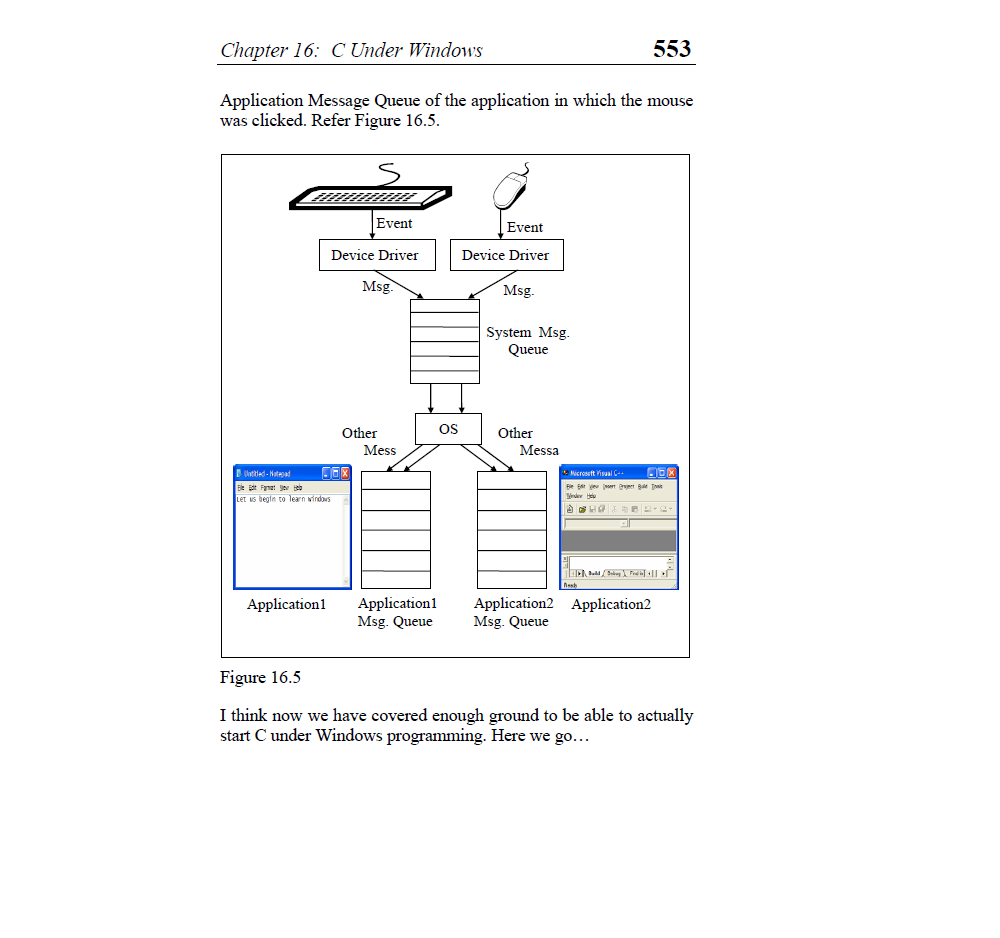 Chapter 16: C Under Windows 553
Application Message Queue of the application in which the mouse
was clicked. Refer Figure 16.5.
Event
Event
Device Driver
Device Driver
Msg.
Msg.
System Msg.
Queue
OS
Other
Mess
Other
Messa
Untitled - Notepad
File Edit Format View Help
Let us begin to learn windows
Microsoft Visual C++
File Edit View Insert Project Build Tools
Window Help
Build Debug Find in
Ready
Application1
Application1
Msg. Queue
Application2
Msg. Queue
Application2
Figure 16.5
I think now we have covered enough ground to be able to actually
start C under Windows programming. Here we go…